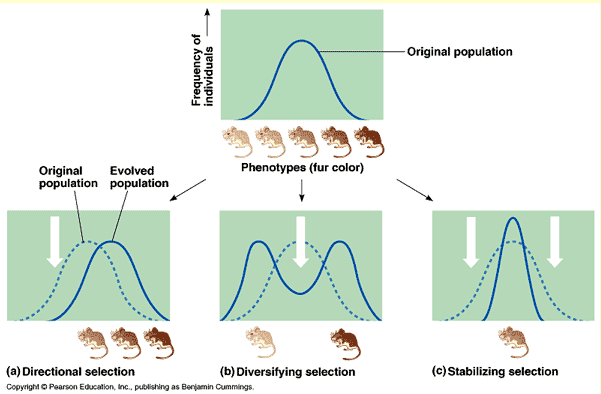 Frequency of
individuals
Original population
Phenotypes (fur color)
Original
population
Evolved
population
(a) Directional selection
(b) Diversifying selection
(c) Stabilizing selection
Copyright © Pearson Education, Inc., publishing as Benjamin Cummings.